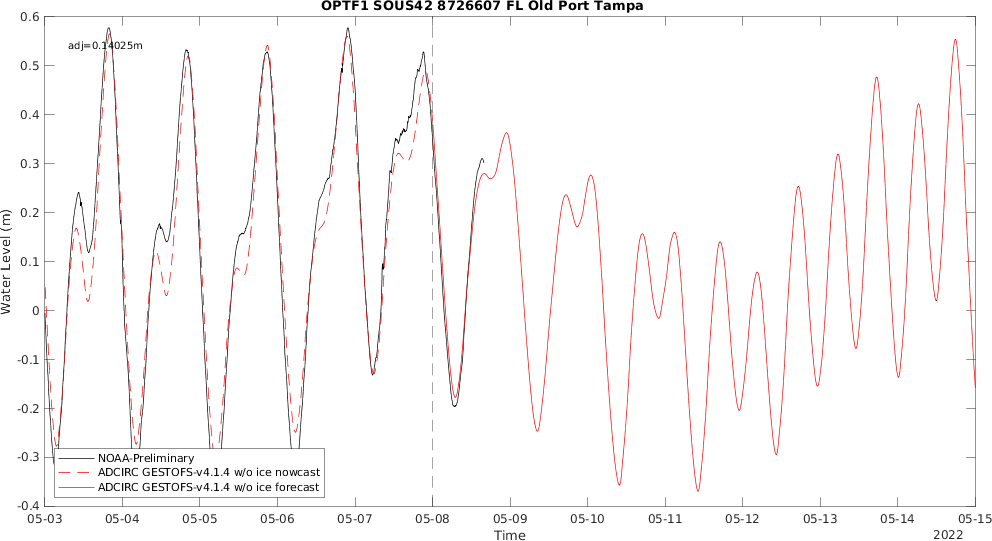 OPTF1 SOUS42 8726607 FL Old Port Tampa
adj=0.14025m
Water Level (m)
0.6
0.5
0.4
0.3
0.2
0.1
0
-0.1
-0.2
-0.3
-0.4
NOAA-Preliminary
ADCIRC GESTOFS-v4.1.4 w/o ice nowcast
ADCIRC GESTOFS-v4.1.4 w/o ice forecast
05-03 05-04 05-05 05-06 05-07 05-08 05-09 05-10 05-11 05-12 05-13 05-14 05-15
Time
2022